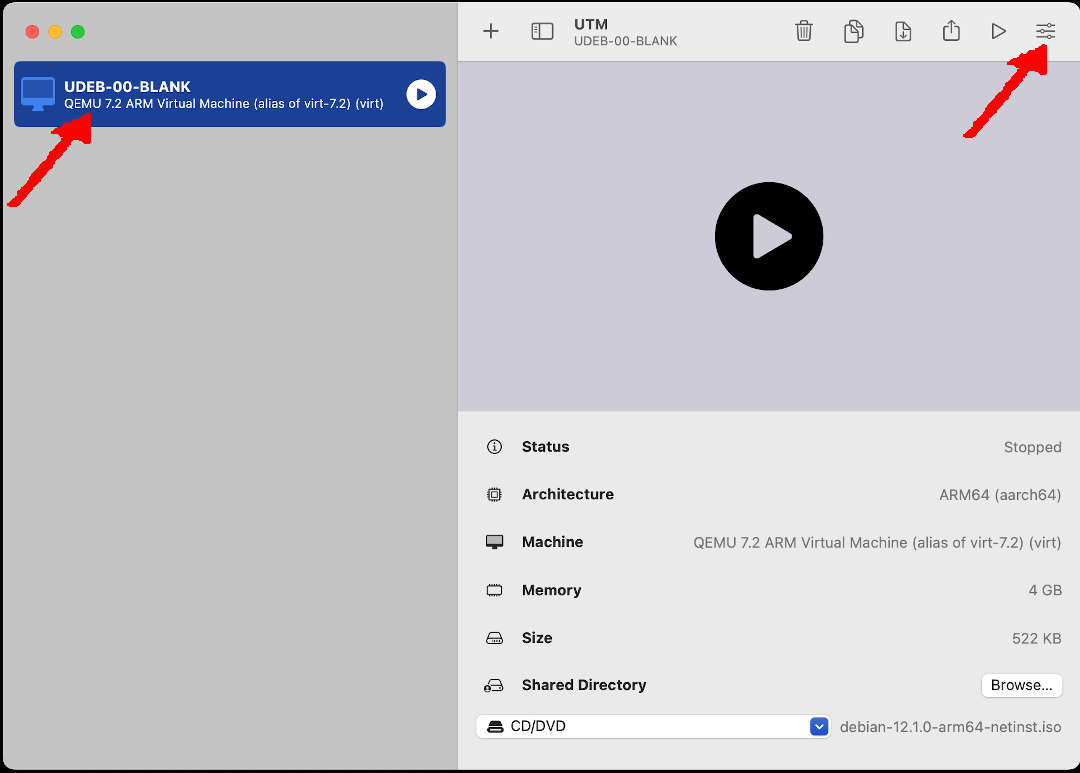 UTM
UDEB-00-BLANK
UDEB-00-BLANK
QEMU 7.2 ARM Virtual Machine (alias of virt-7.2) (virt)
Status Stopped
Architecture ARM64 (aarch64)
Machine QEMU 7.2 ARM Virtual Machine (alias of virt-7.2) (virt)
Memory 4 GB
Size 522 KB
Shared Directory Browse...
CD/DVD debian-12.1.0-arm64-netinst.iso